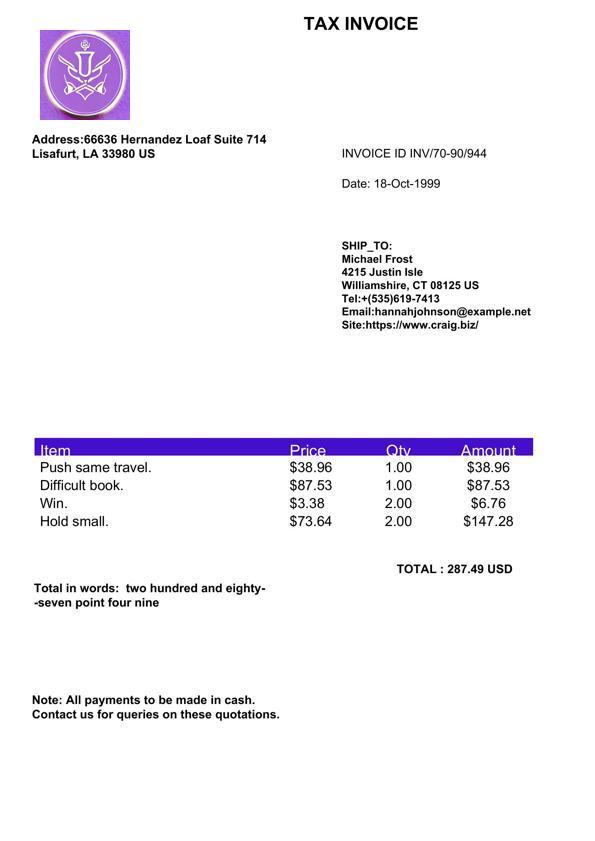 TAX INVOICE
Address:66636 Hernandez Loaf Suite 714
Lisafurt, LA 33980 US
INVOICE ID INV/70-90/944
Date: 18-Oct-1999
SHIP_TO:
Michael Frost
4215 Justin Isle
Williamshire, CT 08125 US
Tel:+(535)619-7413
Email:hannahjohnson@example.net
Site:https://www.craig.biz/
Item Price Qty Amount
Push same travel. $38.96 1.00 $38.96
Difficult book. $87.53 1.00 $87.53
Win. $3.38 2.00 $6.76
Hold small. $73.64 2.00 $147.28
TOTAL : 287.49 USD
Total in words: two hundred and eighty-
-seven point four nine
Note: All payments to be made in cash.
Contact us for queries on these quotations.